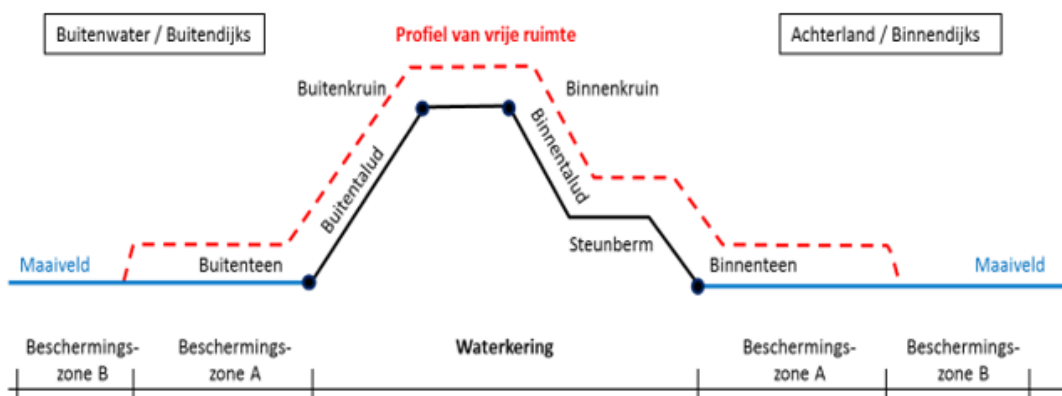 Buitenwater / Buitendijks
Profiel van vrije ruimte
Achterland / Binnendijks
Buitenkruin
Binnenkruin
Buitentalud
Binnentalud
Steunberm
Maaiveld
Buitenteen
Binnenteen
Maaiveld
Beschermings-
zone B
Beschermings-
zone A
Waterkering
Beschermings-
zone A
Beschermings-
zone B